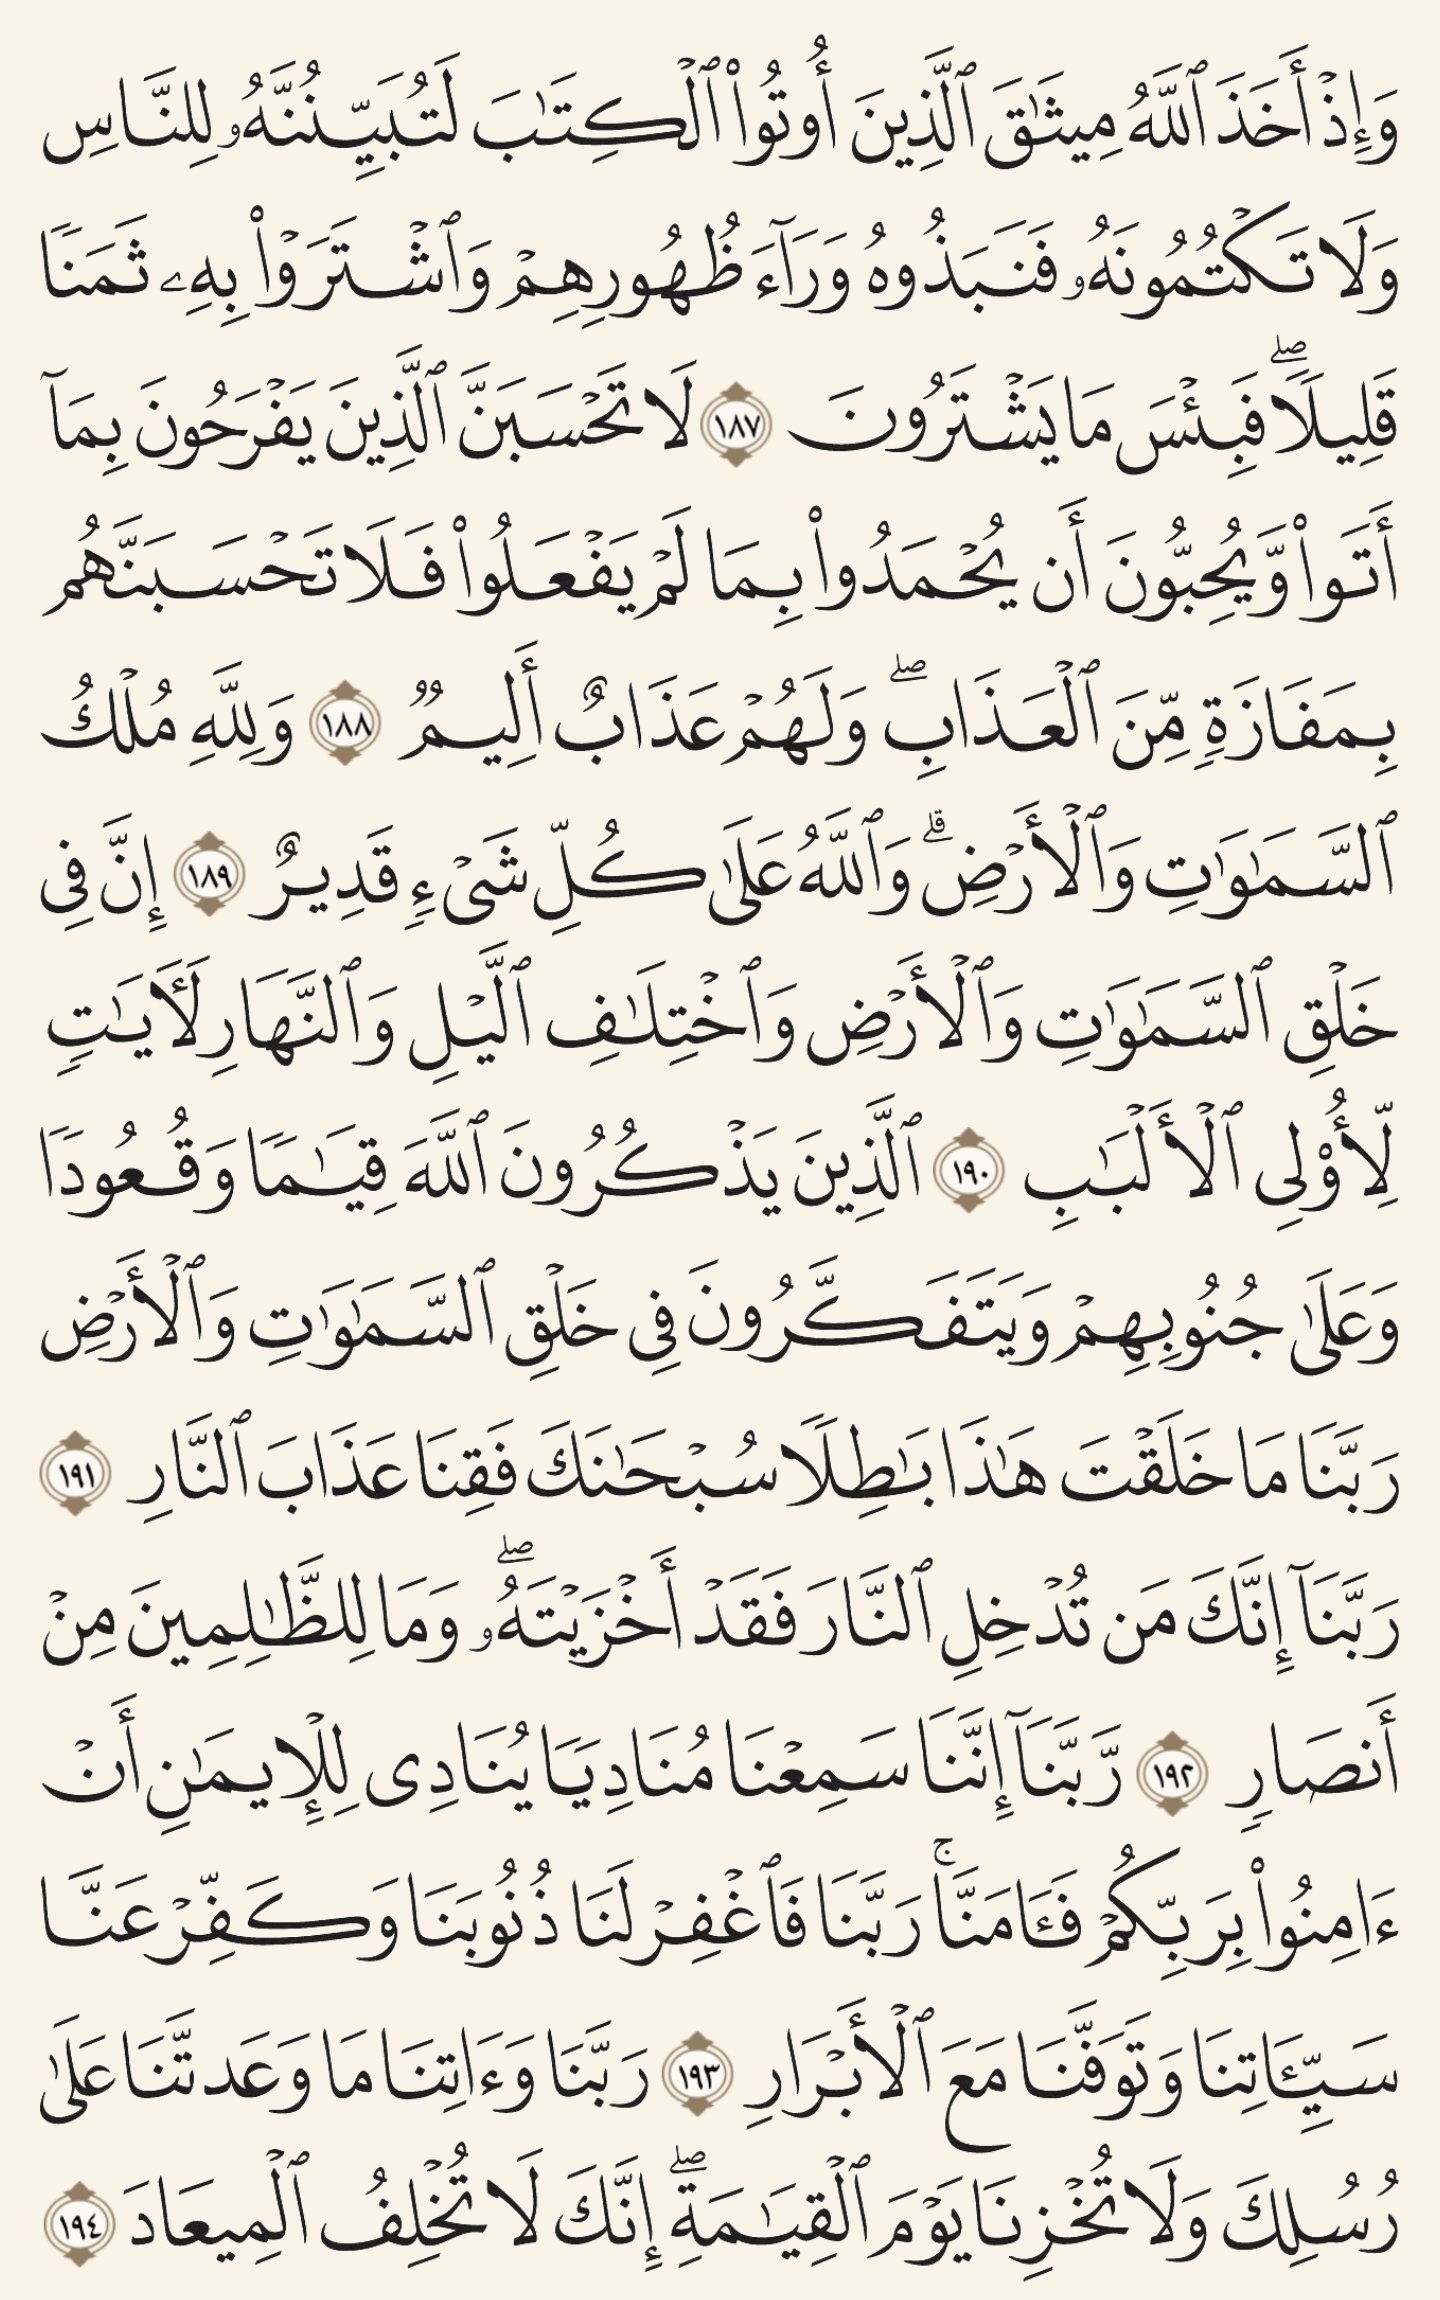 وَإِذۡ أَخَذَ ٱللَّهُ مِيثَٰقَ ٱلَّذِينَ أُوتُواْ ٱلۡكِتَٰبَ لَتُبَيِّنُنَّهُۥ لِلنَّاسِ
وَلَا تَكۡتُمُونَهُۥ فَنَبَذُوهُ وَرَآءَ ظُهُورِهِمۡ وَٱشۡتَرَوۡاْ بِهِۦ ثَمَنٗا
قَلِيلٗاۖ فَبِئۡسَ مَا يَشۡتَرُونَ ١٨٧ لَا تَحۡسَبَنَّ ٱلَّذِينَ يَفۡرَحُونَ بِمَآ
أَتَواْ وَّيُحِبُّونَ أَن يُحۡمَدُواْ بِمَا لَمۡ يَفۡعَلُواْ فَلَا تَحۡسَبَنَّهُم
بِمَفَازَةٖ مِّنَ ٱلۡعَذَابِۖ وَلَهُمۡ عَذَابٌ أَلِيمٞ ١٨٨ وَلِلَّهِ مُلۡكُ
ٱلسَّمَٰوَٰتِ وَٱلۡأَرۡضِۗ وَٱللَّهُ عَلَىٰ كُلِّ شَيۡءٖ قَدِيرٌ ١٨٩ إِنَّ فِي
خَلۡقِ ٱلسَّمَٰوَٰتِ وَٱلۡأَرۡضِ وَٱخۡتِلَٰفِ ٱلَّيۡلِ وَٱلنَّهَارِ لَأٓيَٰتٖ
لِّأُوْلِي ٱلۡأَلۡبَٰبِ ١٩٠ ٱلَّذِينَ يَذۡكُرُونَ ٱللَّهَ قِيَٰمٗا وَقُعُودٗا
وَعَلَىٰ جُنُوبِهِمۡ وَيَتَفَكَّرُونَ فِي خَلۡقِ ٱلسَّمَٰوَٰتِ وَٱلۡأَرۡضِ
رَبَّنَا مَا خَلَقۡتَ هَٰذَا بَٰطِلٗا سُبۡحَٰنَكَ فَقِنَا عَذَابَ ٱلنَّارِ ١٩١
رَبَّنَآ إِنَّكَ مَن تُدۡخِلِ ٱلنَّارَ فَقَدۡ أَخۡزَيۡتَهُۥۖ وَمَا لِلظَّٰلِمِينَ مِنۡ
أَنصَارٖ ١٩٢ رَّبَّنَآ إِنَّنَا سَمِعۡنَا مُنَادِيٗا يُنَادِي لِلۡإِيمَٰنِ أَنۡ
ءَامِنُواْ بِرَبِّكُمۡ فَـَٔامَنَّاۚ رَبَّنَا فَٱغۡفِرۡ لَنَا ذُنُوبَنَا وَكَفِّرۡ عَنَّا
سَيِّـَٔاتِنَا وَتَوَفَّنَا مَعَ ٱلۡأَبۡرَارِ ١٩٣ رَبَّنَا وَءَاتِنَا مَا وَعَدتَّنَا عَلَىٰ
رُسُلِكَ وَلَا تُخۡزِنَا يَوۡمَ ٱلۡقِيَٰمَةِۖ إِنَّكَ لَا تُخۡلِفُ ٱلۡمِيعَادَ ١٩٤